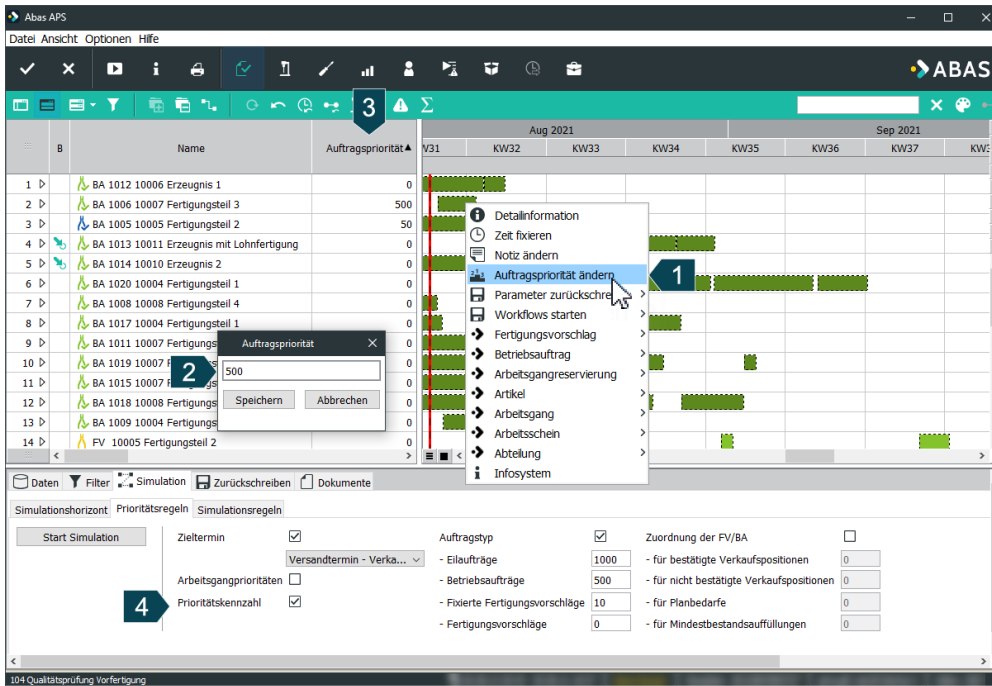 Abas APS
Datei Ansicht Optionen Hilfe
ABAS
3
B Name Auftragspriorität
Aug 2021 Sep 2021
KW32 KW33 KW34 KW35 KW36 KW37
1 BA 1012 10006 Erzeugnis 1 0
2 BA 1006 10007 Fertigungsteil 3 500
3 BA 1005 10005 Fertigungsteil 2 50
4 BA 1013 10011 Erzeugnis mit Lohnfertigung 0
5 BA 1014 10010 Erzeugnis 2 0
6 BA 1020 10004 Fertigungsteil 1 0
7 BA 1008 10008 Fertigungsteil 4 0
8 BA 1017 10004 Fertigungsteil 1 0
9 BA 1011 10007 Fertigungs 0
10 BA 1019 10007 0
11 BA 1015 10007 0
12 BA 1018 10008 Fertigungs 0
13 BA 1009 10004 Fertigungs 0
14 FV 10005 Fertigungsteil 2 0
Detailinformation
Zeit fixieren
Notiz ändern
Auftragspriorität ändern
1
Parameter zurückschre
Workflows starten
Fertigungsvorschlag
Betriebsauftrag
Arbeitsgangreservierung
Artikel
Arbeitsgang
Arbeitsschein
Abteilung
Infosystem
Auftragspriorität
2
500
Speichern Abbrechen
Daten Filter Simulation Zurückschreiben Dokumente
Simulationshorizont Prioritätsregeln Simulationsregeln
Start Simulation Zieltermin Auftragstyp Zuordnung der FV/BA
Versandtermin - Verka... - Eilaufträge 1000 - für bestätigte Verkaufspositionen 0
Arbeitsgangprioritäten - Betriebsaufträge 500 - für nicht bestätigte Verkaufspositionen 0
4 Prioritätskennzahl - Fixierte Fertigungsvorschläge 10 - für Planbedarfe 0
- Fertigungsvorschläge 0 - für Mindestbestandsauffüllungen 0
104 Qualitätsprüfung Vorfertigung